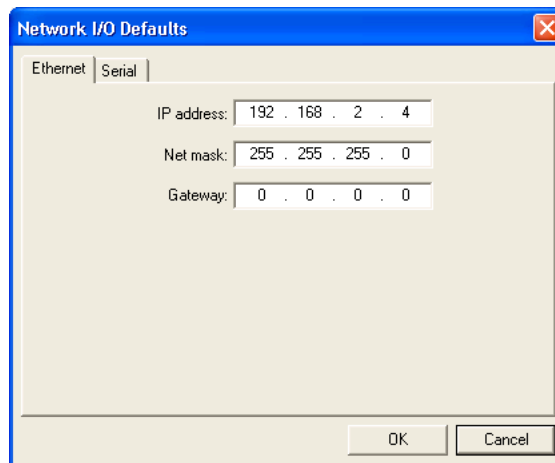 Network I/O Defaults
Ethernet Serial
IP address: 192 . 168 . 2 . 4
Net mask: 255 . 255 . 255 . 0
Gateway: 0 . 0 . 0 . 0
OK Cancel